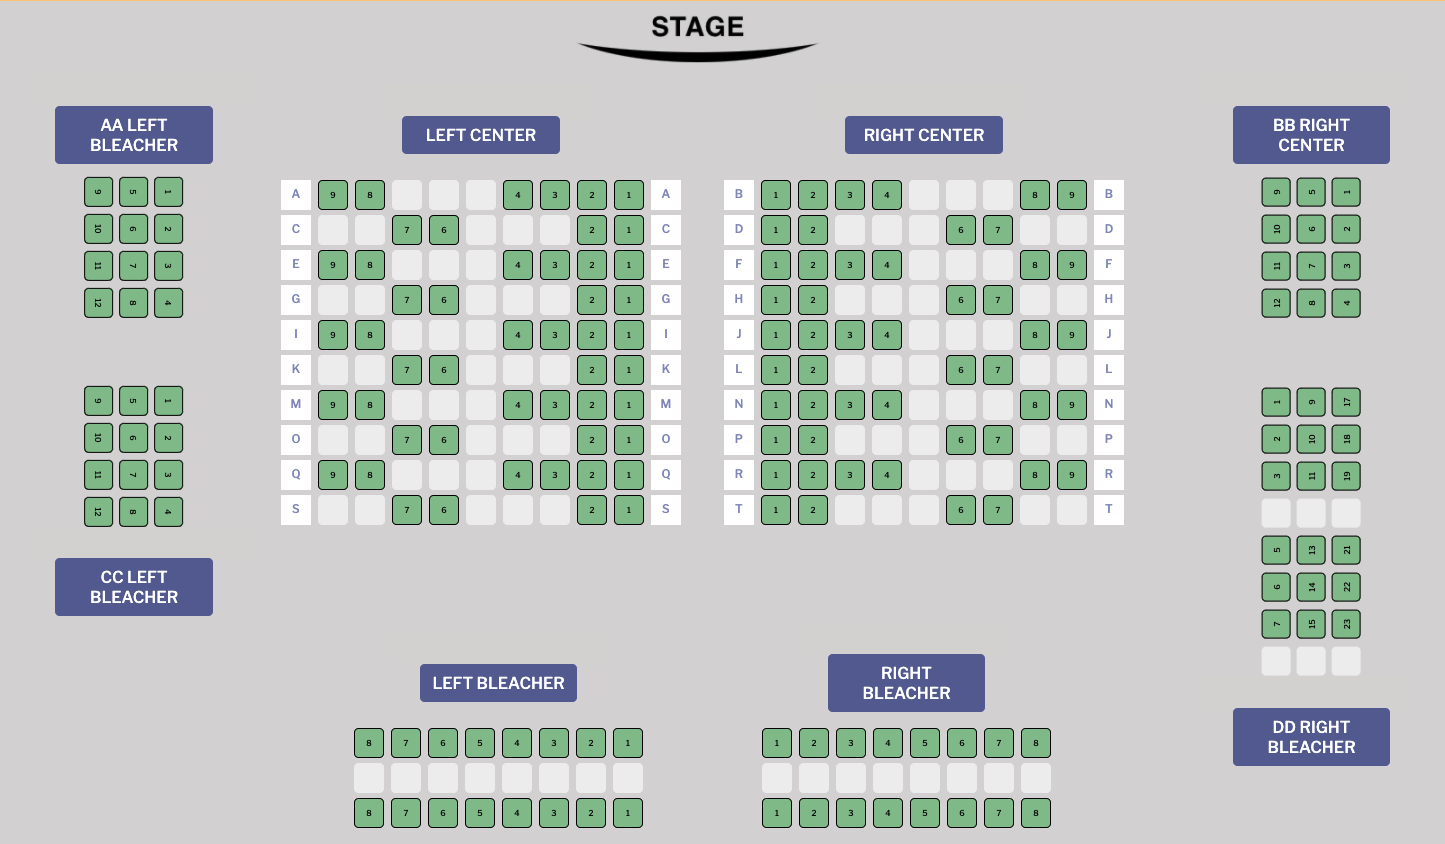 STAGE
AA LEFT
BLEACHER
9 5 1
10 6 2
11 7 3
12 8 4
9 5 1
10 6 2
11 7 3
12 8 4
CC LEFT
BLEACHER
LEFT CENTER
A 9 8 4 3 2 1 A
C 7 6 2 1 C
E 9 8 4 3 2 1 E
G 7 6 2 1 G
I 9 8 4 3 2 1 I
K 7 6 2 1 K
M 9 8 4 3 2 1 M
O 7 6 2 1 O
Q 9 8 4 3 2 1 Q
S 7 6 2 1 S
RIGHT CENTER
B 1 2 3 4 8 9 B
D 1 2 6 7 D
F 1 2 3 4 8 9 F
H 1 2 6 7 H
J 1 2 3 4 8 9 J
L 1 2 6 7 L
N 1 2 3 4 8 9 N
P 1 2 6 7 P
R 1 2 3 4 8 9 R
T 1 2 6 7 T
BB RIGHT
CENTER
9 5 1
10 6 2
11 7 3
12 8 4
1 9 17
2 10 18
3 11 19
5 13 21
6 14 22
7 15 23
DD RIGHT
BLEACHER
LEFT BLEACHER
8 7 6 5 4 3 2 1
8 7 6 5 4 3 2 1
RIGHT
BLEACHER
1 2 3 4 5 6 7 8
1 2 3 4 5 6 7 8